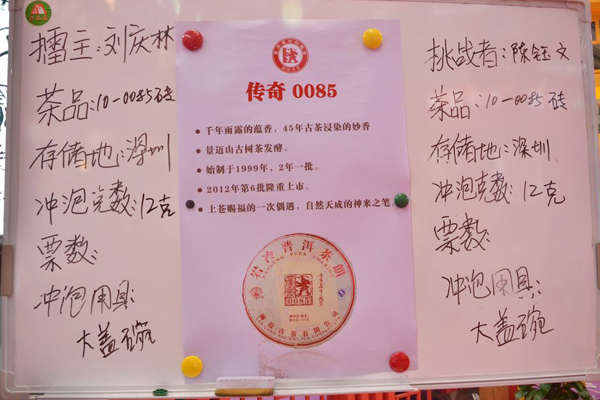 擂主:刘庆林
茶品:10-0085砖
存储地:深圳
冲泡克数:12克
票数:
冲泡用具:
大盖碗
传奇 0085
• 千年雨露的蕴香,45年古茶浸染的妙香
• 景迈山古树茶发酵。
• 始制于1999年,2年一批。
• 2012年第6批隆重上市。
• 上苍赐福的一次偶遇,自然天成的神来之笔。
岩冷普洱茶饼
0085
挑战者:陈钰文
茶品:10-0085砖
存储地:深圳
冲泡克数:12克
票数:
冲泡用具:
大盖碗